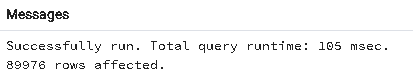 Messages
Successfully run. Total query runtime: 105 msec.
89976 rows affected.